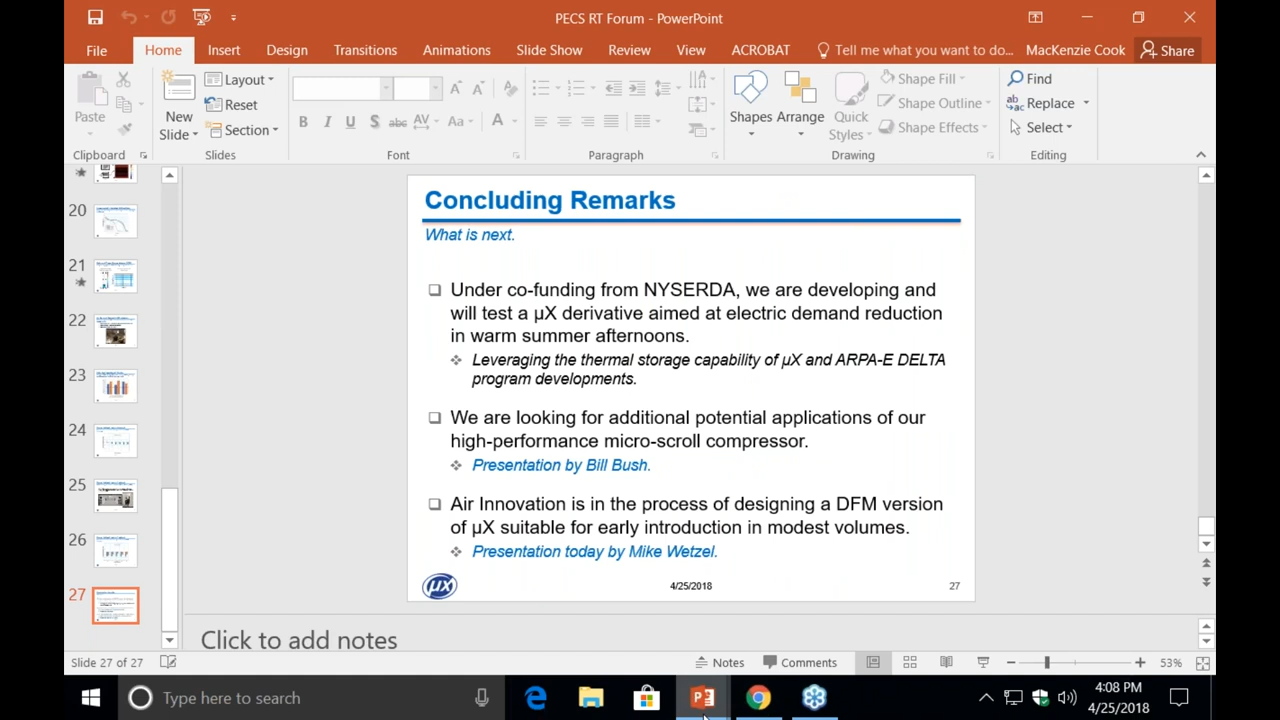 PECS RT Forum - PowerPoint
File Home Insert Design Transitions Animations Slide Show Review View ACROBAT Tell me what you want to do... MacKenzie Cook Share
Paste
New Slide
Layout
Reset
Section
B I U S abc AV Aa A
Shapes
Arrange
Quick Styles
Shape Fill
Shape Outline
Shape Effects
Find
Replace
Select
Clipboard Slides Font Paragraph Drawing Editing
20
21
22
23
24
25
26
27
Concluding Remarks
What is next.
Under co-funding from NYSERDA, we are developing and
will test a µX derivative aimed at electric demand reduction
in warm summer afternoons.
Leveraging the thermal storage capability of µX and ARPA-E DELTA
program developments.
We are looking for additional potential applications of our
high-performance micro-scroll compressor.
Presentation by Bill Bush.
Air Innovation is in the process of designing a DFM version
of µX suitable for early introduction in modest volumes.
Presentation today by Mike Wetzel.
µX 4/25/2018 27
Click to add notes
Slide 27 of 27 Notes Comments 53%
Type here to search
4:08 PM
4/25/2018